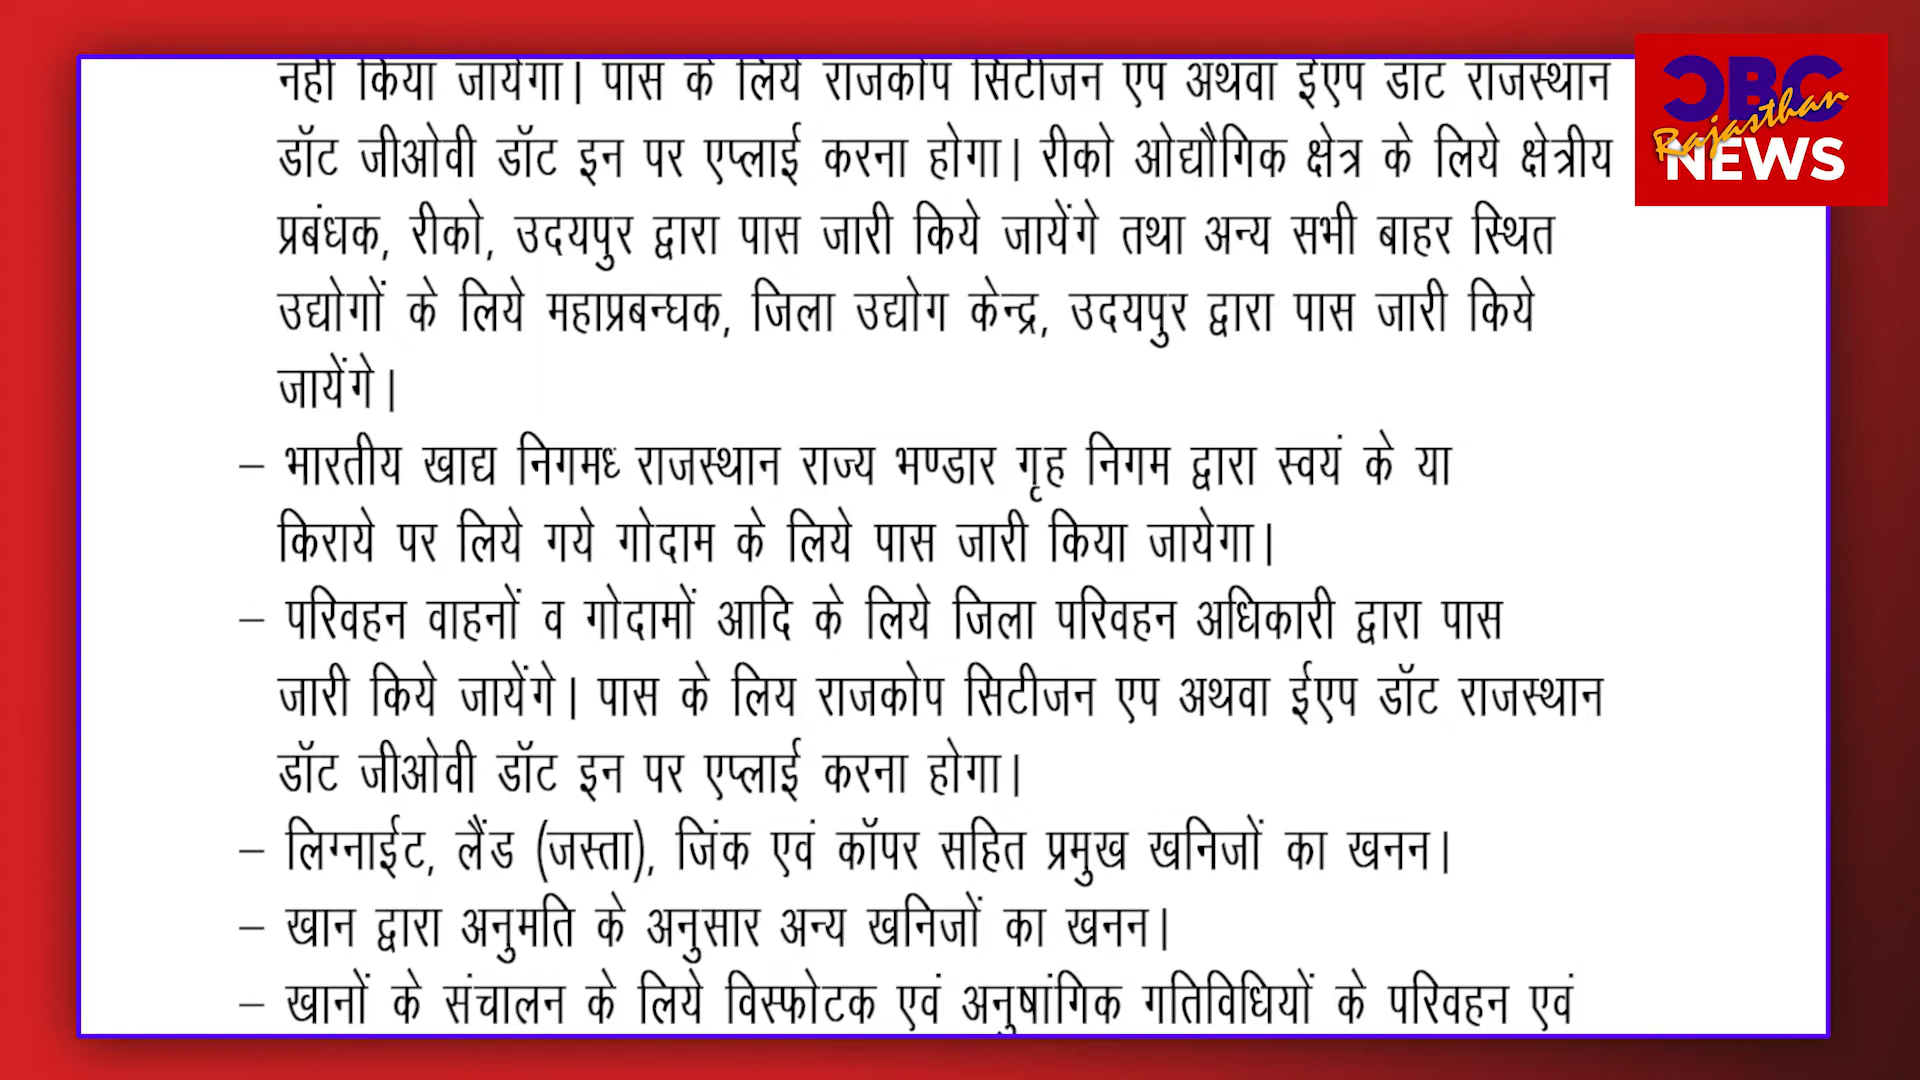 नही किया जायेगा। पास के लिये राजकोप सिटीजन एप अथवा ईएप डाट राजस्थान
डॉट जीओवी डॉट इन पर एप्लाई करना होगा। रीको ओद्यौगिक क्षेत्र के लिये क्षेत्रीय
प्रबंधक, रीको, उदयपुर द्वारा पास जारी किये जायेंगे तथा अन्य सभी बाहर स्थित
उद्योगों के लिये महाप्रबन्घक, जिला उद्योग केन्द्र, उदयपुर द्वारा पास जारी किये
जायेंगे।
– भारतीय खाद्य निगमध्‍ राजस्थान राज्य भण्डार गृह निगम द्वारा स्वयं के या
किराये पर लिये गये गोदाम के लिये पास जारी किया जायेगा।
– परिवहन वाहनों व गोदामों आदि के लिये जिला परिवहन अधिकारी द्वारा पास
जारी किये जायेंगे। पास के लिय राजकोप सिटीजन एप अथवा ईएप डॉट राजस्थान
डॉट जीओवी डॉट इन पर एप्लाई करना होगा।
– लिग्नाईट, लैंड (जस्ता), जिंक एवं कॉपर सहित प्रमुख खनिजों का खनन।
– खान द्वारा अनुमति के अनुसार अन्य खनिजों का खनन।
– खानों के संचालन के लिये विस्फोटक एवं अनुषांगिक गतिविधियों के परिवहन एवं
CBC
Rajasthan
NEWS